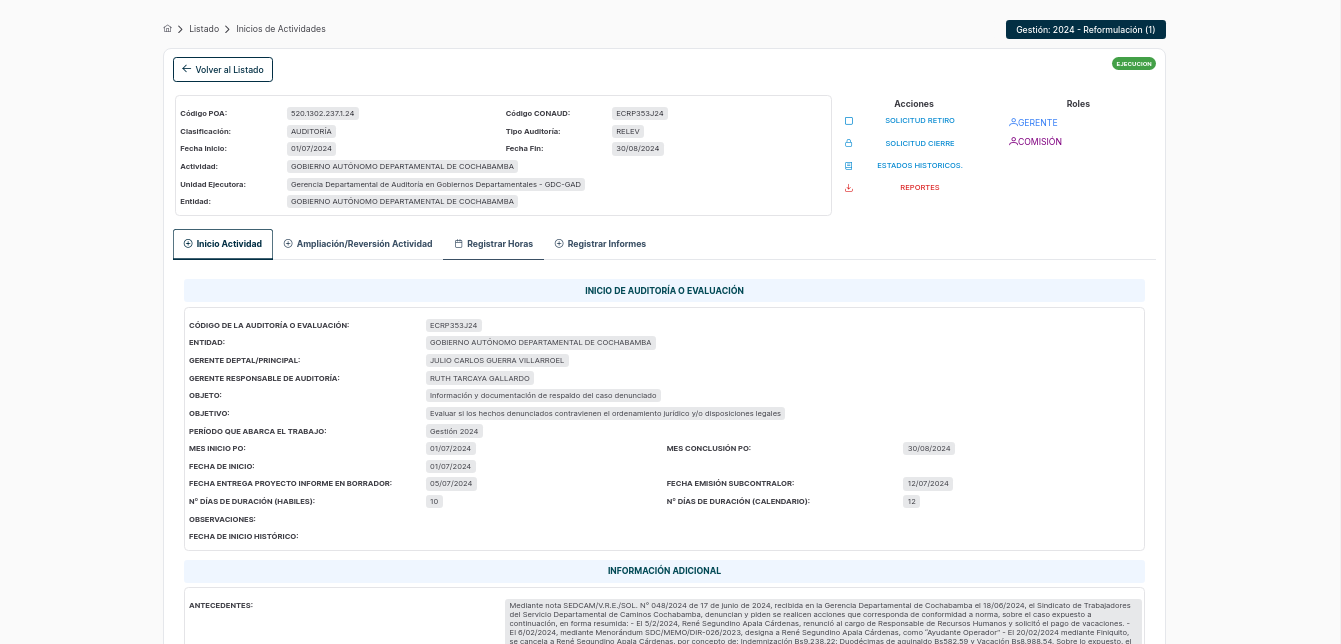 Listado
Inicios de Actividades
Gestión: 2024 - Reformulación (1)
Volver al Listado
EJECUCION
Código POA: 520.1302.237.1.24 Código CONAUD: ECRP353J24
Clasificación: AUDITORÍA Tipo Auditoría: RELEV
Fecha Inicio: 01/07/2024 Fecha Fin: 30/08/2024
Actividad: GOBIERNO AUTÓNOMO DEPARTAMENTAL DE COCHABAMBA
Unidad Ejecutora: Gerencia Departamental de Auditoría en Gobiernos Departamentales - GDC-GAD
Entidad: GOBIERNO AUTÓNOMO DEPARTAMENTAL DE COCHABAMBA
Acciones
SOLICITUD RETIRO
SOLICITUD CIERRE
ESTADOS HISTORICOS.
REPORTES
Roles
GERENTE
COMISIÓN
Inicio Actividad
Ampliación/Reversión Actividad
Registrar Horas
Registrar Informes
INICIO DE AUDITORÍA O EVALUACIÓN
CÓDIGO DE LA AUDITORÍA O EVALUACIÓN: ECRP353J24
ENTIDAD: GOBIERNO AUTÓNOMO DEPARTAMENTAL DE COCHABAMBA
GERENTE DEPTAL/PRINCIPAL: JULIO CARLOS GUERRA VILLARROEL
GERENTE RESPONSABLE DE AUDITORÍA: RUTH TARCAYA GALLARDO
OBJETO: Información y documentación de respaldo del caso denunciado
OBJETIVO: Evaluar si los hechos denunciados contravienen el ordenamiento jurídico y/o disposiciones legales
PERÍODO QUE ABARCA EL TRABAJO: Gestión 2024
MES INICIO PO: 01/07/2024 MES CONCLUSIÓN PO: 30/08/2024
FECHA DE INICIO: 01/07/2024
FECHA ENTREGA PROYECTO INFORME EN BORRADOR: 05/07/2024 FECHA EMISIÓN SUBCONTRALOR: 12/07/2024
N° DÍAS DE DURACIÓN (HABILES): 10 N° DÍAS DE DURACIÓN (CALENDARIO): 12
OBSERVACIONES:
FECHA DE INICIO HISTÓRICO:
INFORMACIÓN ADICIONAL
ANTECEDENTES: Mediante nota SEDCAM/V.R.E./SOL. N° 048/2024 de 17 de junio de 2024, recibida en la Gerencia Departamental de Cochabamba el 18/06/2024, el Sindicato de Trabajadores
del Servicio Departamental de Caminos Cochabamba, denuncian y piden se realicen acciones que corresponda de conformidad a norma, sobre el caso expuesto a
continuación, en forma resumida: - El 5/2/2024, René Segundino Apala Cárdenas, renunció al cargo de Responsable de Recursos Humanos y solicitó el pago de vacaciones. -
El 6/02/2024, mediante Memorándum SDC/MEMO/DIR-026/2023, designa a René Segundino Apala Cárdenas, como "Ayudante Operador" - El 20/02/2024 mediante Finiquito,
se cancela a René Segundino Apala Cárdenas, por concepto de: Indemnización Bs9.238,22; Duodécimas de aguinaldo Bs582,59 y Vacación Bs8.988,54. Sobre lo expuesto, el